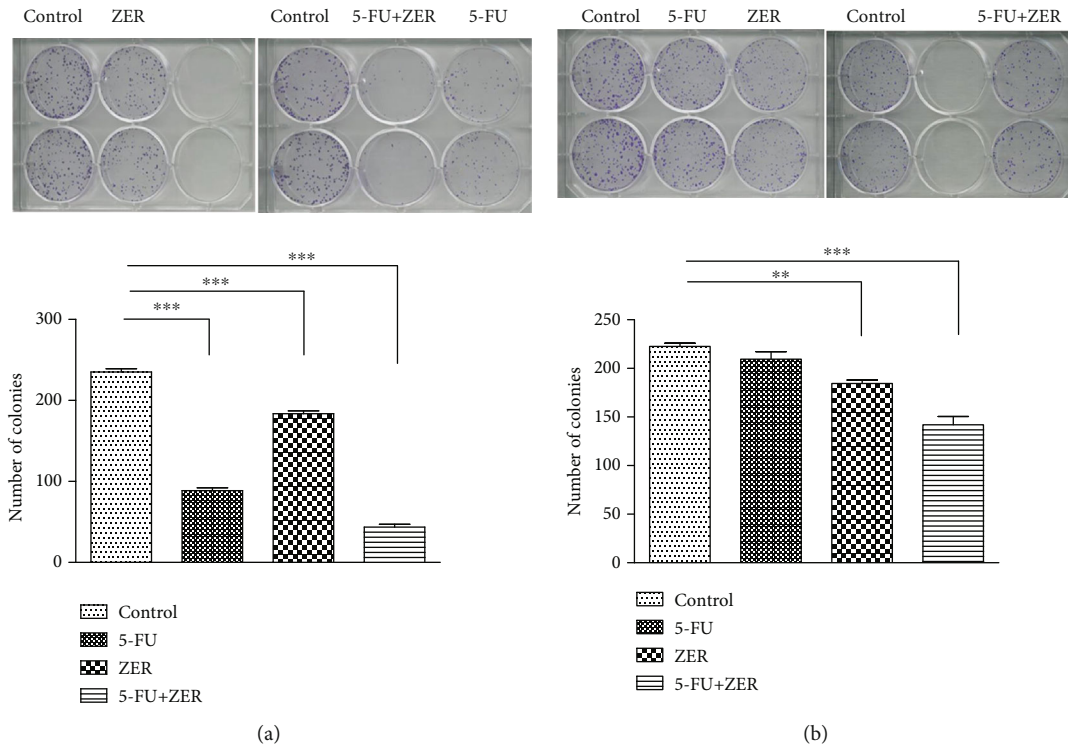 Control ZER Control 5-FU+ZER 5-FU
***
***
***
300
200
100
0
Number of colonies
Control
5-FU
ZER
5-FU+ZER
(a)
Control 5-FU ZER Control 5-FU+ZER
***
**
250
200
150
100
50
0
Number of colonies
Control
5-FU
ZER
5-FU+ZER
(b)